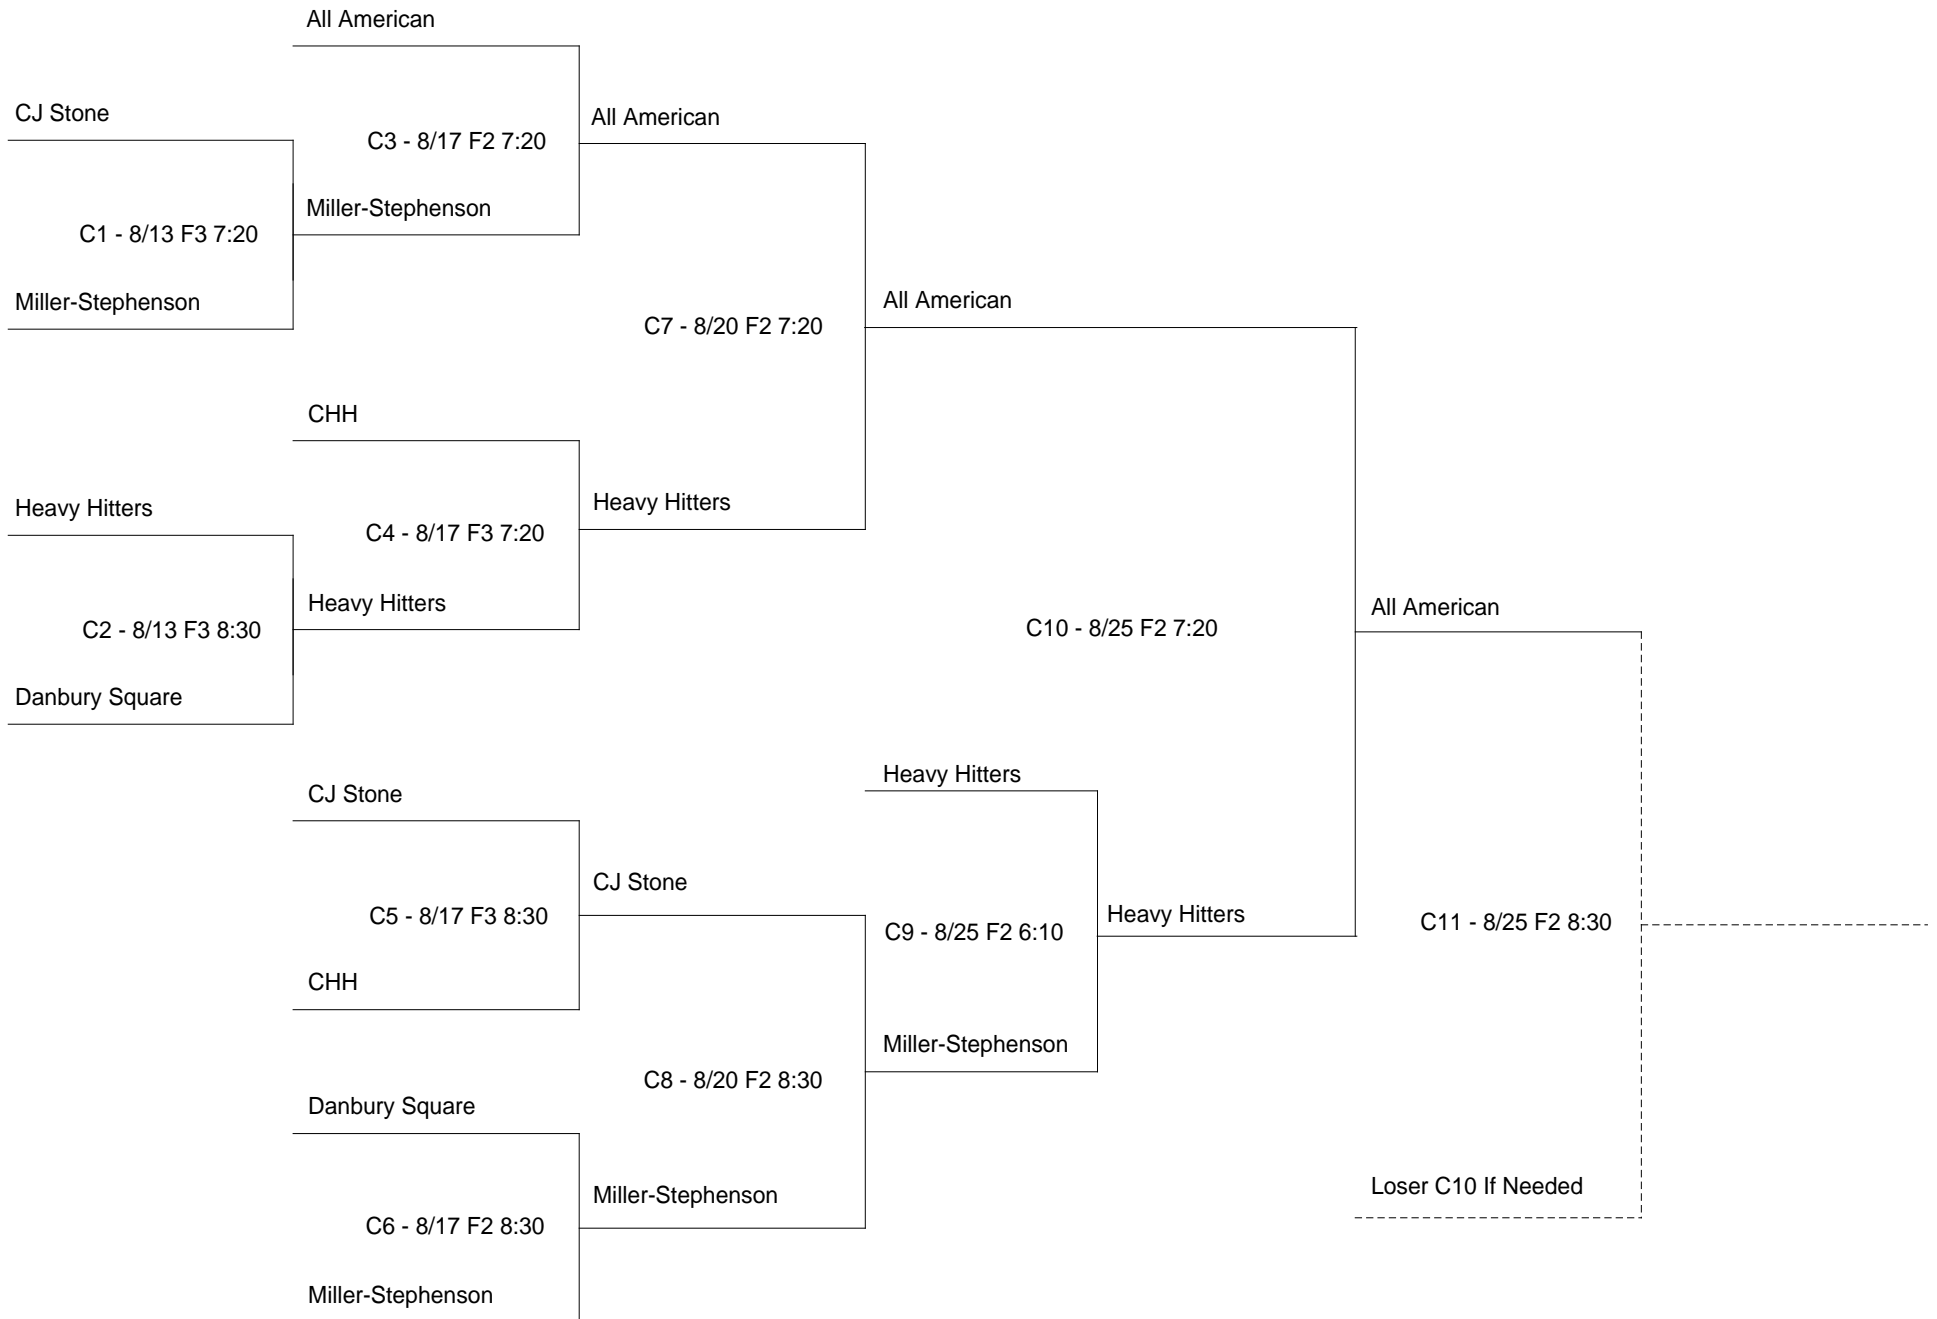 All American
CJ Stone
All American
C3 - 8/17 F2 7:20
Miller-Stephenson
C1 - 8/13 F3 7:20
Miller-Stephenson
All American
C7 - 8/20 F2 7:20
CHH
Heavy Hitters
Heavy Hitters
C4 - 8/17 F3 7:20
Heavy Hitters
All American
C2 - 8/13 F3 8:30
C10 - 8/25 F2 7:20
Danbury Square
Heavy Hitters
CJ Stone
CJ Stone
C5 - 8/17 F3 8:30
Heavy Hitters
C9 - 8/25 F2 6:10
C11 - 8/25 F2 8:30
CHH
Miller-Stephenson
C8 - 8/20 F2 8:30
Danbury Square
Miller-Stephenson
Loser C10 If Needed
C6 - 8/17 F2 8:30
Miller-Stephenson